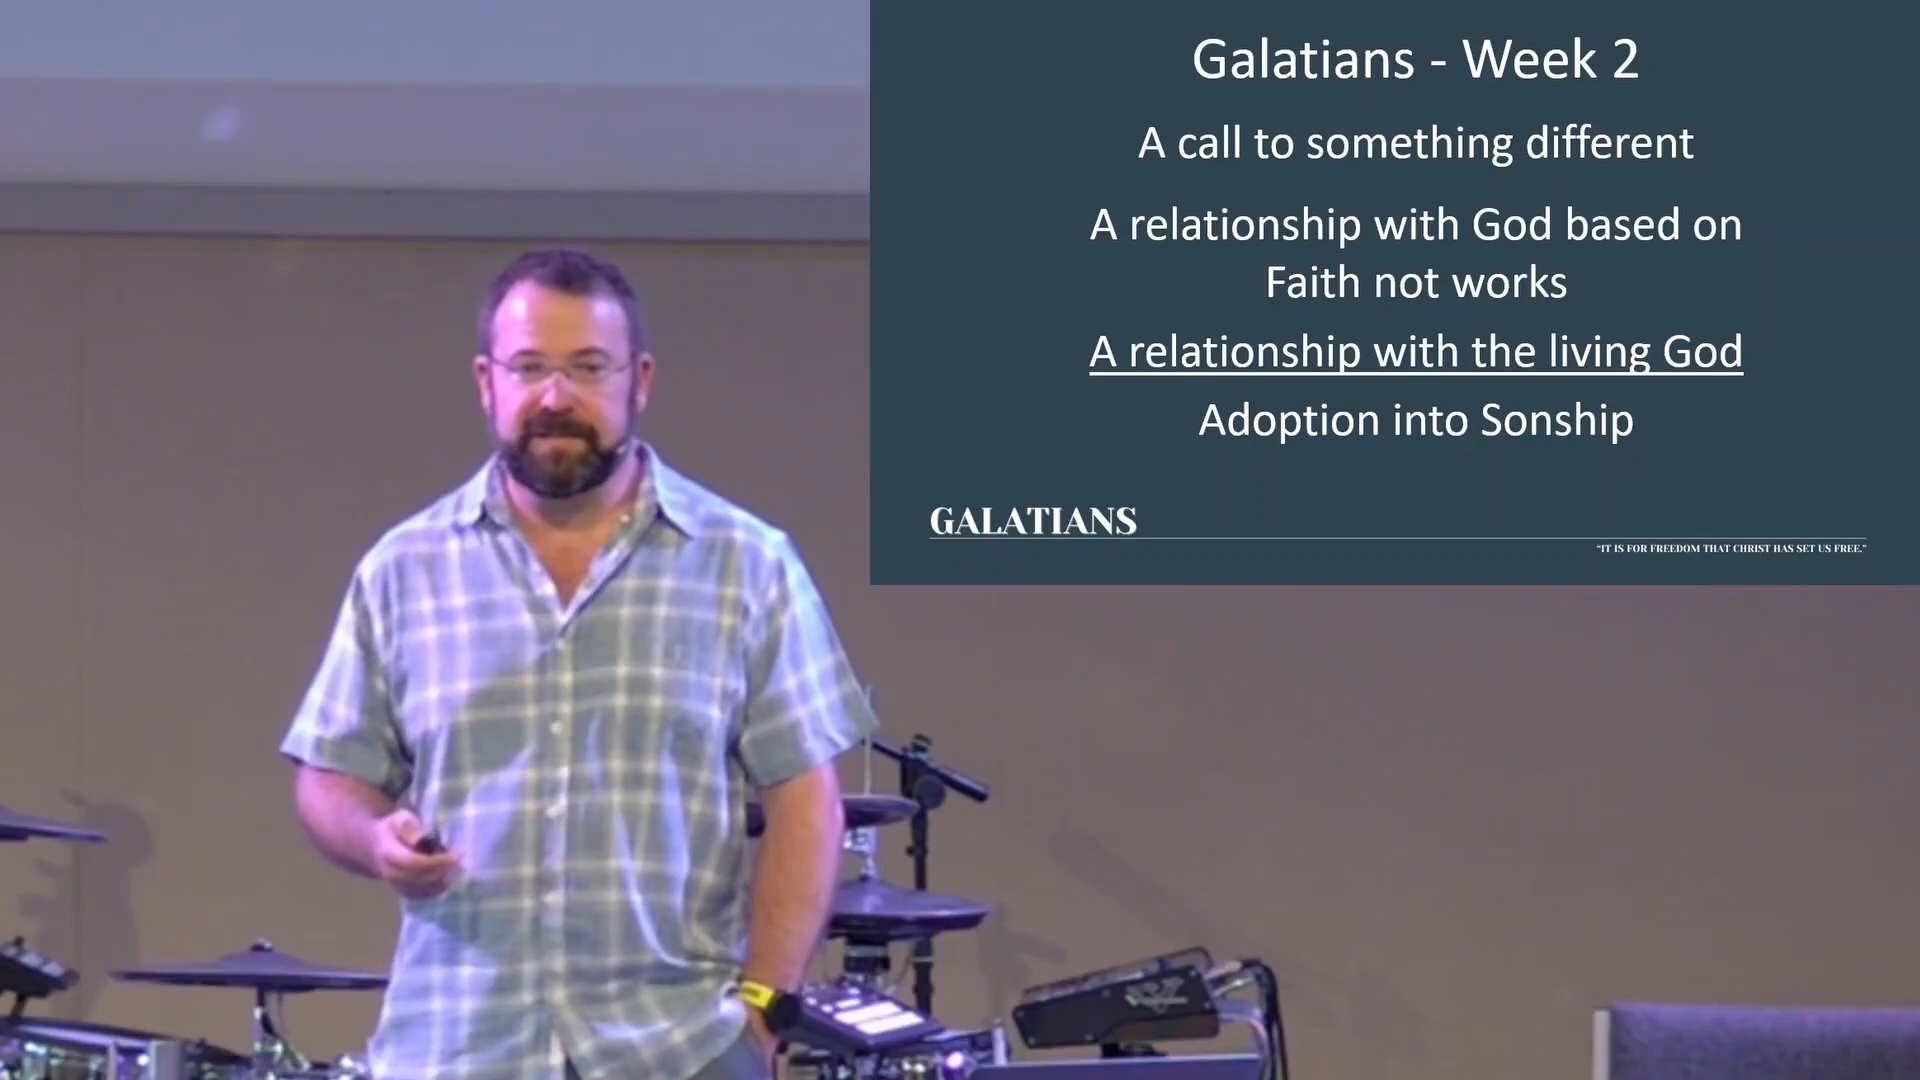 Galatians - Week 2
A call to something different
A relationship with God based on
Faith not works
A relationship with the living God
Adoption into Sonship
GALATIANS
“IT IS FOR FREEDOM THAT CHRIST HAS SET US FREE.”